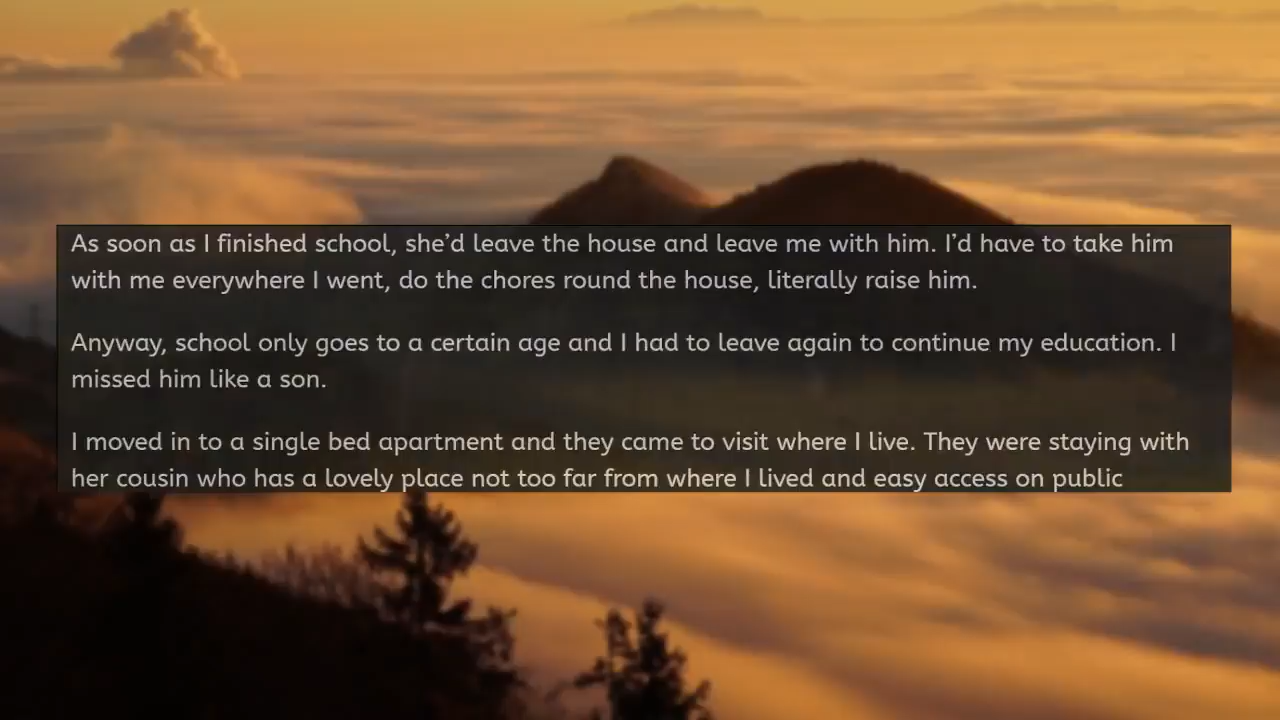 As soon as I finished school, she’d leave the house and leave me with him. I’d have to take him
with me everywhere I went, do the chores round the house, literally raise him.
Anyway, school only goes to a certain age and I had to leave again to continue my education. I
missed him like a son.
I moved in to a single bed apartment and they came to visit where I live. They were staying with
her cousin who has a lovely place not too far from where I lived and easy access on public